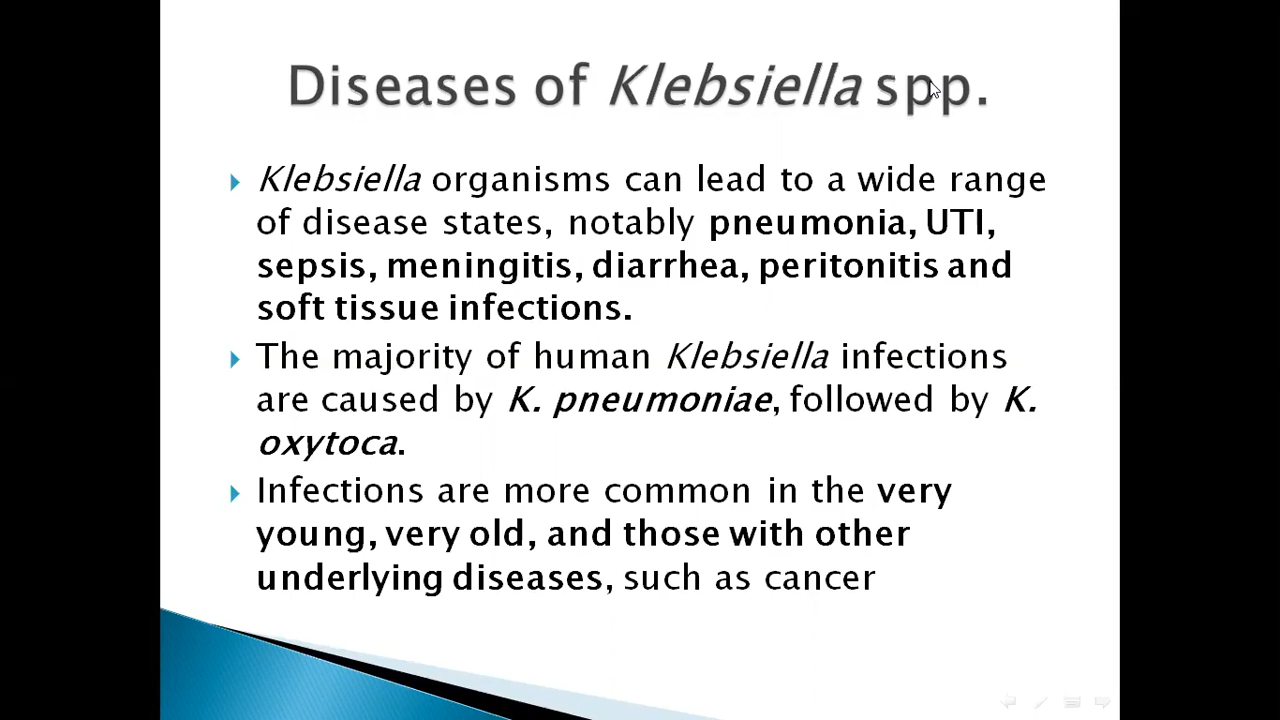 Diseases of Klebsiella spp.
Klebsiella organisms can lead to a wide range
of disease states, notably pneumonia, UTI,
sepsis, meningitis, diarrhea, peritonitis and
soft tissue infections.
The majority of human Klebsiella infections
are caused by K. pneumoniae, followed by K.
oxytoca.
Infections are more common in the very
young, very old, and those with other
underlying diseases, such as cancer